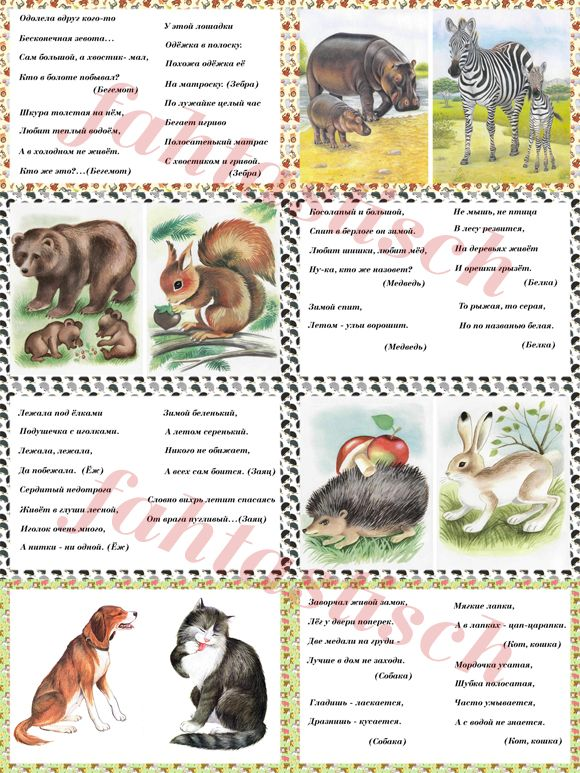 Одолела вдруг кого-то
Бесконечная зевота...
Сам большой, а хвостик- мал,
Кто в болоте побывал?
(Бегемот)
Шкура толстая на нём,
Любит теплый водоём,
А в холодном не живёт.
Кто же это?...(Бегемот)
У этой лошадки
Одёжка в полоску.
Похожа одёжка её
На матроску. (Зебра)
По лужайке целый час
Бегает игриво
Полосатенький матрас
С хвостиком и гривой.
(Зебра)
Косолапый и большой,
Спит в берлоге он зимой.
Любит шишки, любит мёд,
Ну-ка, кто же назовет?
(Медведь)
Зимой спит,
Летом - ульи ворошит.
(Медведь)
Не мышь, не птица
В лесу резвится,
На деревьях живёт
И орешки грызёт.
(Белка)
То рыжая, то серая,
Но по названью белая.
(Белка)
Лежала под ёлками
Подушечка с иголками.
Лежала, лежала,
Да побежала. (Ёж)
Сердитый недотрога
Живёт в глуши лесной,
Иголок очень много,
А нитки - ни одной. (Ёж)
Зимой беленький,
А летом серенький.
Никого не обижает,
А всех сам боится. (Заяц)
Словно вихрь летит спасаясь
От врага пугливый...(Заяц)
Заворчал живой замок,
Лёг у двери поперек.
Две медали на груди
Лучше в дом не заходи.
(Собака)
Гладишь - ласкается,
Дразнишь - кусается.
(Собака)
Мягкие лапки,
А в лапках - цап-царапки.
(Кот, кошка)
Мордочка усатая,
Шубка полосатая,
Часто умывается,
А с водой не знается.
(Кот, кошка)
fantastisch
fantastisch